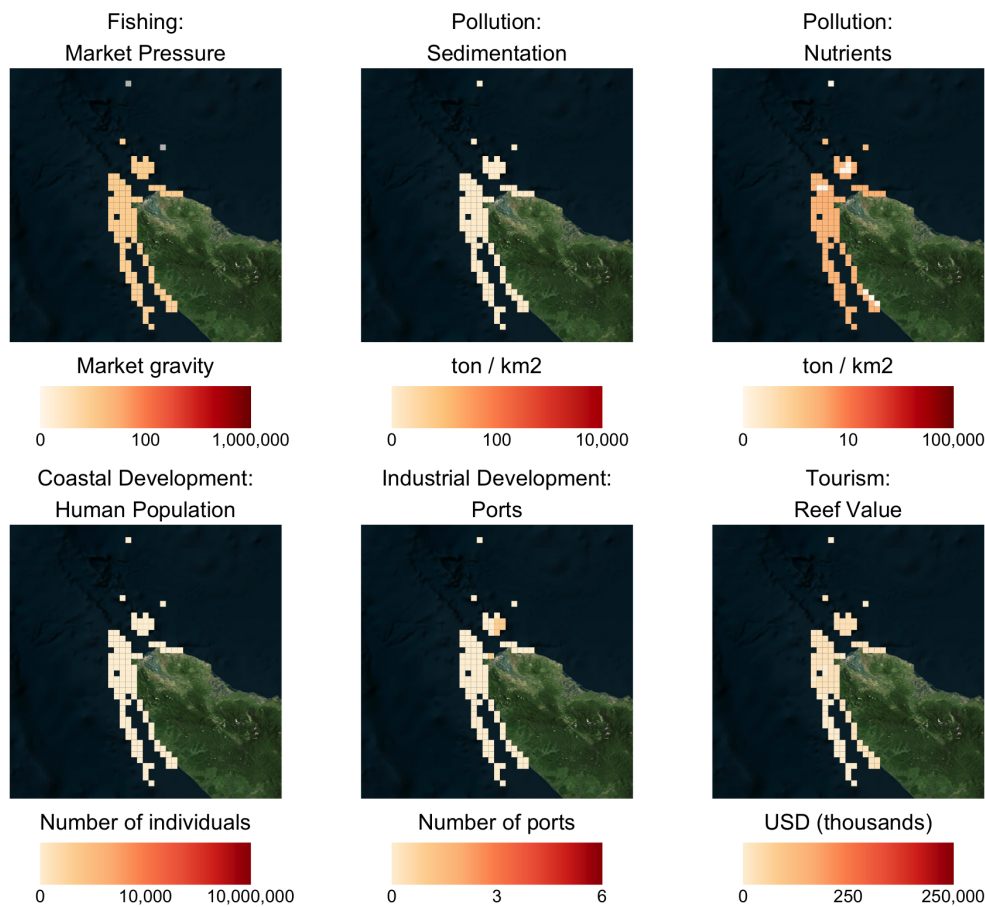 Fishing:
Market Pressure
Pollution:
Sedimentation
Pollution:
Nutrients
Market gravity
0 100 1,000,000
ton / km2
0 100 10,000
ton / km2
0 10 100,000
Coastal Development:
Human Population
Industrial Development:
Ports
Tourism:
Reef Value
Number of individuals
0 10,000 10,000,000
Number of ports
0 3 6
USD (thousands)
0 250 250,000